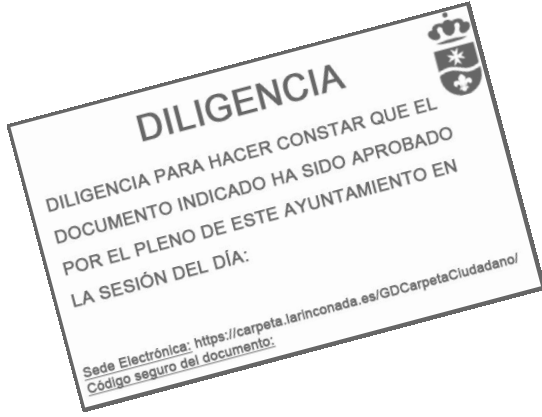 DILIGENCIA
DILIGENCIA PARA HACER CONSTAR QUE EL
DOCUMENTO INDICADO HA SIDO APROBADO
POR EL PLENO DE ESTE AYUNTAMIENTO EN
LA SESIÓN DEL DÍA:
Sede Electrónica: https://carpeta.larinconada.es/GDCarpetaCiudadano/
Código seguro del documento: